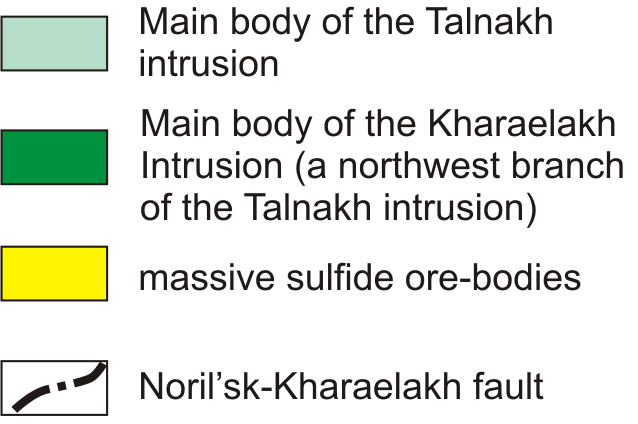 Main body of the Talnakh
intrusion
Main body of the Kharaelakh
Intrusion (a northwest branch
of the Talnakh intrusion)
massive sulfide ore-bodies
Noril’sk-Kharaelakh fault